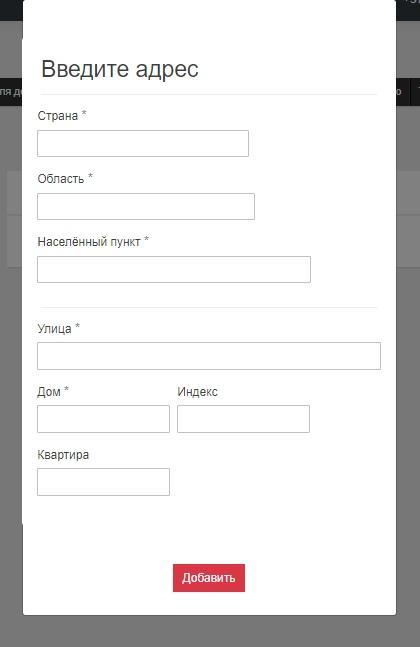 Введите адрес
Страна *
Область *
Населённый пункт *
Улица *
Дом * Индекс
Квартира
Добавить